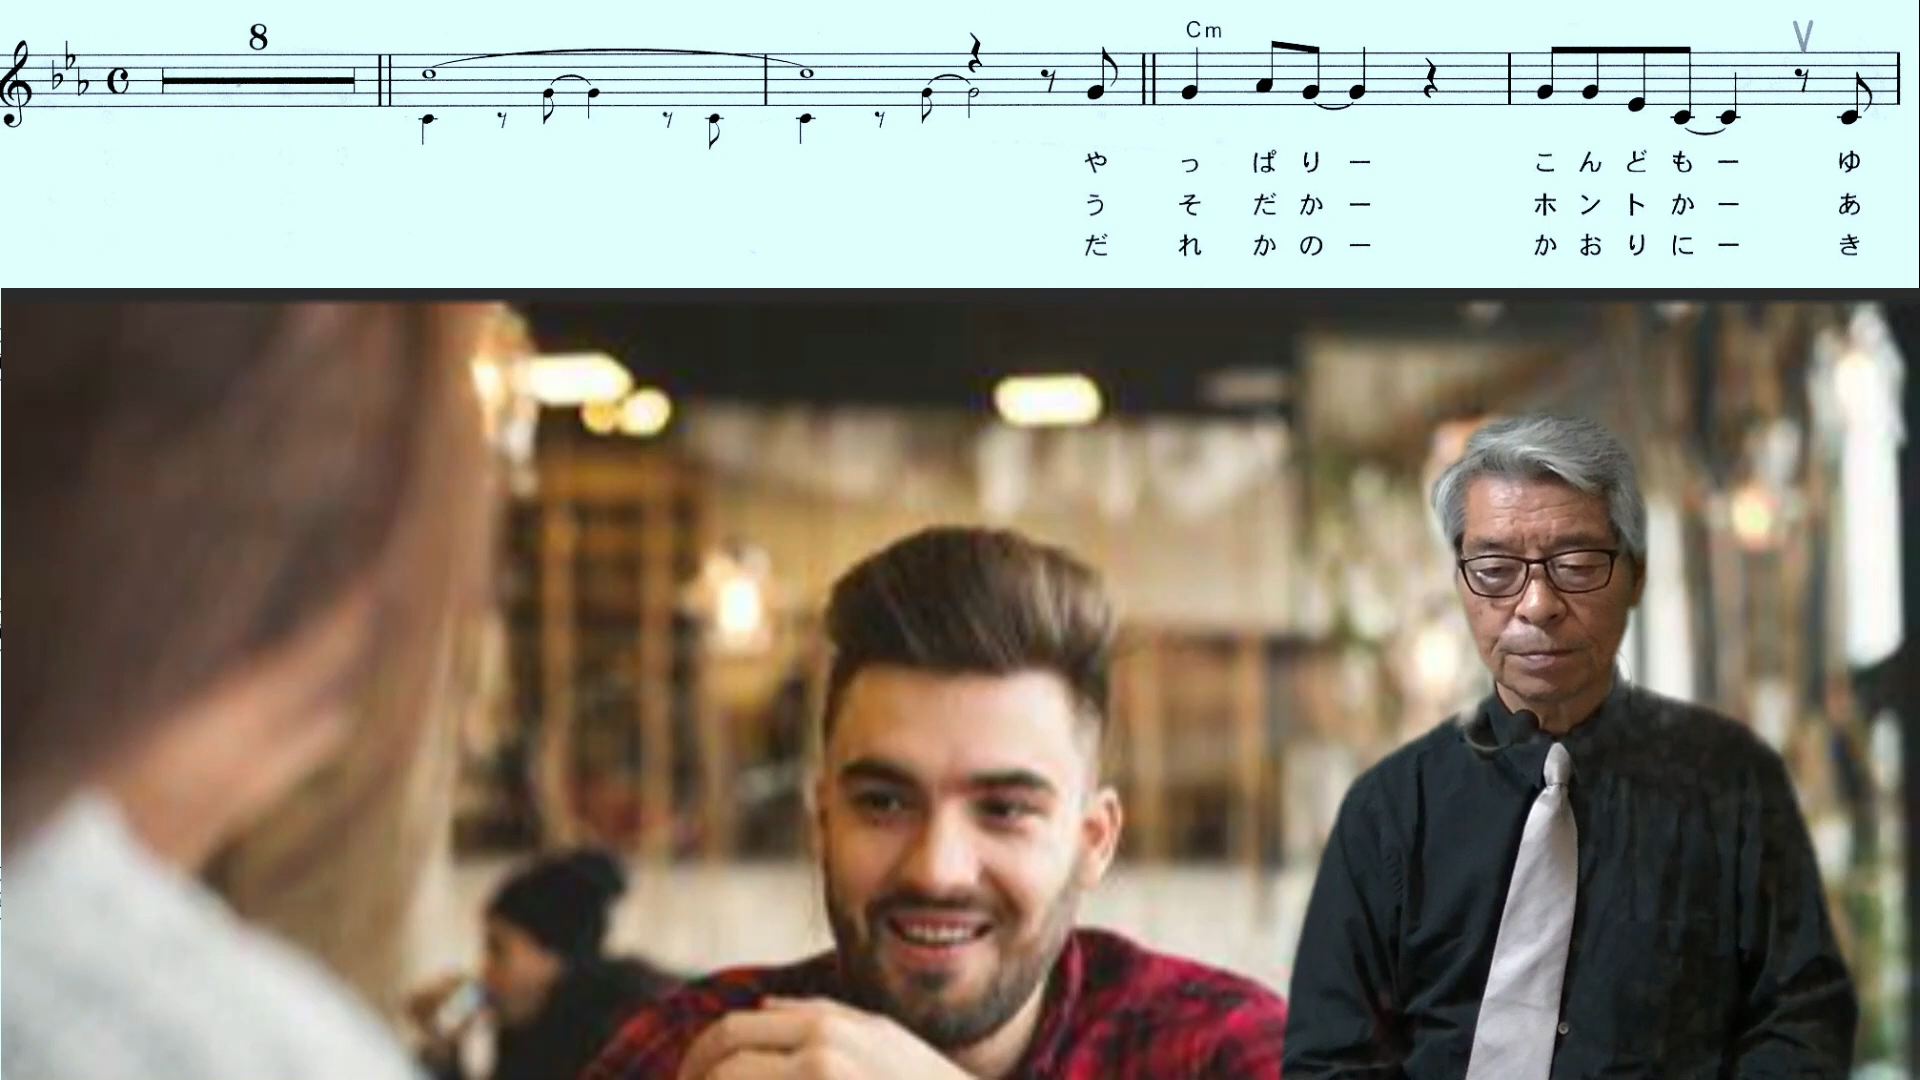 8
Cm
V
やっぱりー こんどもー ゆ
うそだかー ホントかー あ
だれかのー かおりにー き